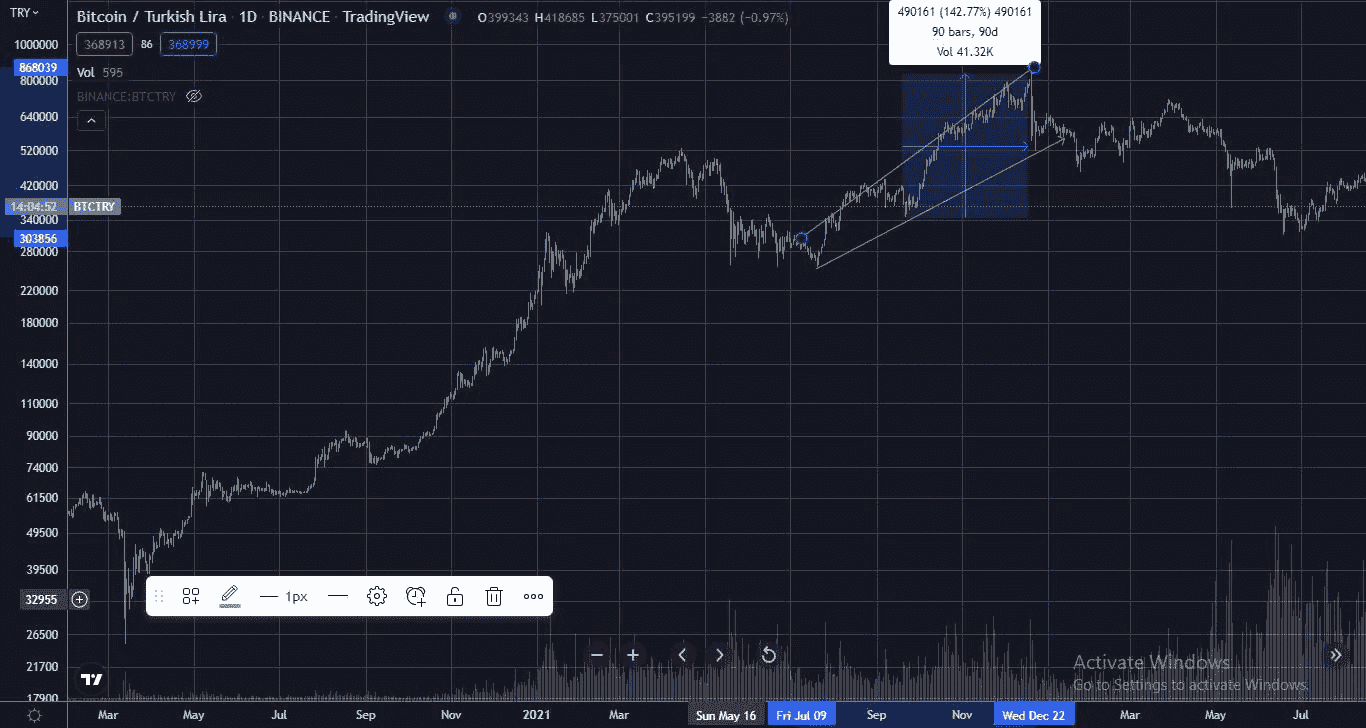 TRY
Bitcoin / Turkish Lira · 1D · BINANCE · TradingView
O399343 H418685 L375001 C395199 −3882 (−0.97%)
368913 86 368999
Vol 595
BINANCE:BTCTRY
490161 (142.77%) 490161
90 bars, 90d
Vol 41.32K
1000000
868039
800000
640000
520000
420000
14:04:52 BTCTRY
340000
303856
280000
220000
180000
140000
110000
90000
74000
61500
49500
39500
32955
1px
26500
21700
17900
Activate Windows
Go to Settings to activate Windows.
Mar May Jul Sep Nov 2021 Mar Sun May 16 Fri Jul 09 Sep Nov Wed Dec 22 Mar May Jul